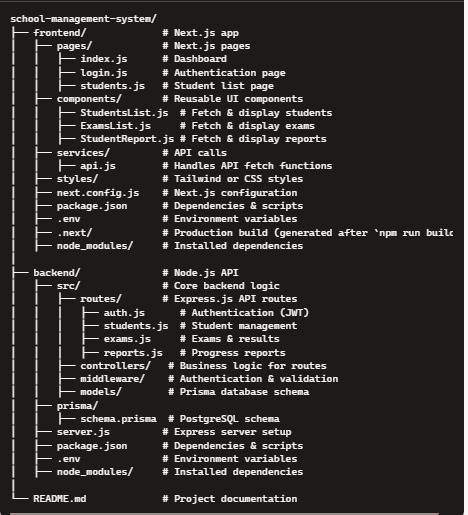 school-management-system/
├── frontend/ # Next.js app
│ ├── pages/ # Next.js pages
│ │ ├── index.js # Dashboard
│ │ ├── login.js # Authentication page
│ │ ├── students.js # Student list page
│ ├── components/ # Reusable UI components
│ │ ├── StudentsList.js # Fetch & display students
│ │ ├── ExamsList.js # Fetch & display exams
│ │ ├── StudentReport.js # Fetch & display reports
│ ├── services/ # API calls
│ │ ├── api.js # Handles API fetch functions
│ ├── styles/ # Tailwind or CSS styles
│ ├── next.config.js # Next.js configuration
│ ├── package.json # Dependencies & scripts
│ ├── .env # Environment variables
│ ├── .next/ # Production build (generated after `npm run build
│ ├── node_modules/ # Installed dependencies
│
├── backend/ # Node.js API
│ ├── src/ # Core backend logic
│ │ ├── routes/ # Express.js API routes
│ │ │ ├── auth.js # Authentication (JWT)
│ │ │ ├── students.js # Student management
│ │ │ ├── exams.js # Exams & results
│ │ │ ├── reports.js # Progress reports
│ │ ├── controllers/ # Business logic for routes
│ │ ├── middleware/ # Authentication & validation
│ │ ├── models/ # Prisma database schema
│ ├── prisma/
│ │ ├── schema.prisma # PostgreSQL schema
│ ├── server.js # Express server setup
│ ├── package.json # Dependencies & scripts
│ ├── .env # Environment variables
│ ├── node_modules/ # Installed dependencies
│
└── README.md # Project documentation